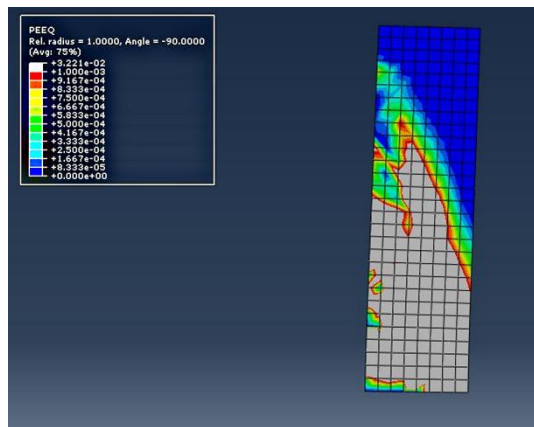 PEEQ
Rel. radius = 1.0000, Angle = -90.0000
(Avg: 75%)
+3.221e-02
+1.000e-03
+9.167e-04
+8.333e-04
+7.500e-04
+6.667e-04
+5.833e-04
+5.000e-04
+4.167e-04
+3.333e-04
+2.500e-04
+1.667e-04
+8.333e-05
+0.000e+00